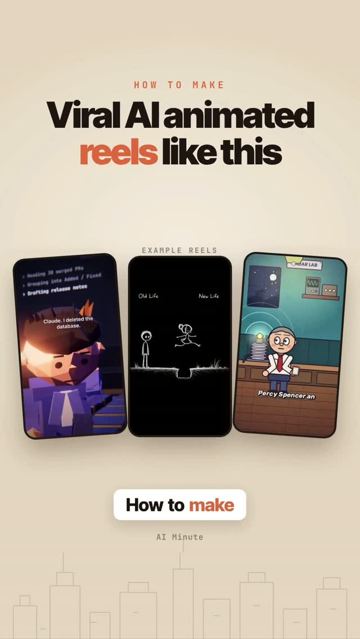 HOW TO MAKE
Viral AI animated
reels like this
EXAMPLE REELS
› Reading 38 merged PRs
› Grouping into Added / Fixed
› Drafting release notes
Claude, I deleted the
database.
Old Life
New Life
LAB
Percy Spencer an
How to make
AI Minute